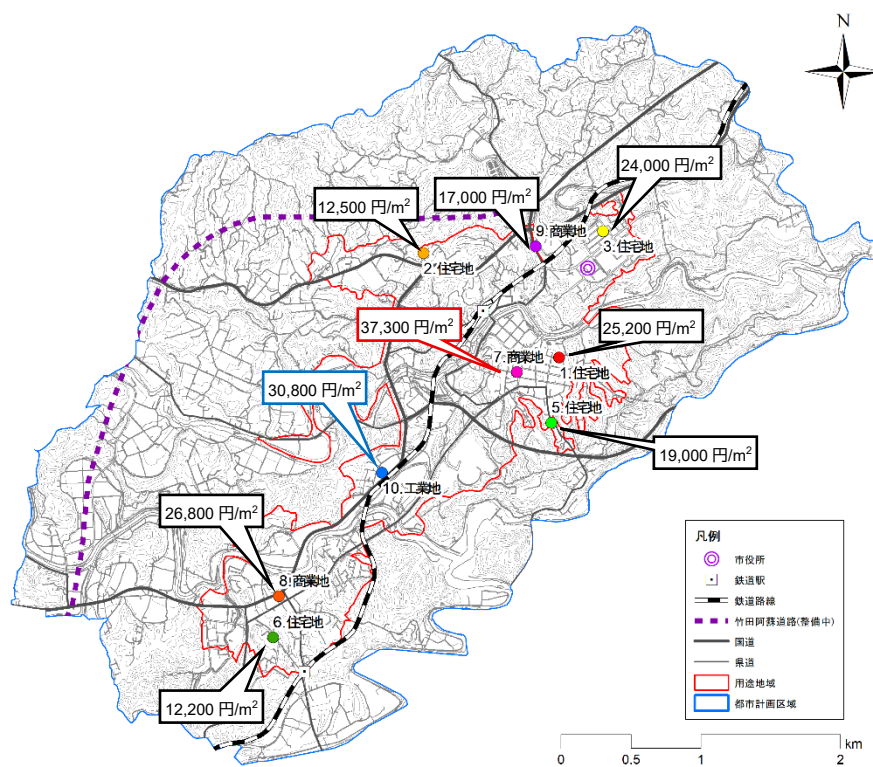 N
24,000 円/m²
17,000 円/m²
12,500 円/m²
9. 商業地
3. 住宅地
2. 住宅地
37,300 円/m²
25,200 円/m²
7. 商業地
1. 住宅地
30,800 円/m²
5. 住宅地
19,000 円/m²
10. 工業地
26,800 円/m²
8. 商業地
6. 住宅地
12,200 円/m²
凡例
市役所
鉄道駅
鉄道路線
竹田阿蘇道路(整備中)
国道
県道
用途地域
都市計画区域
km
0 0.5 1 2